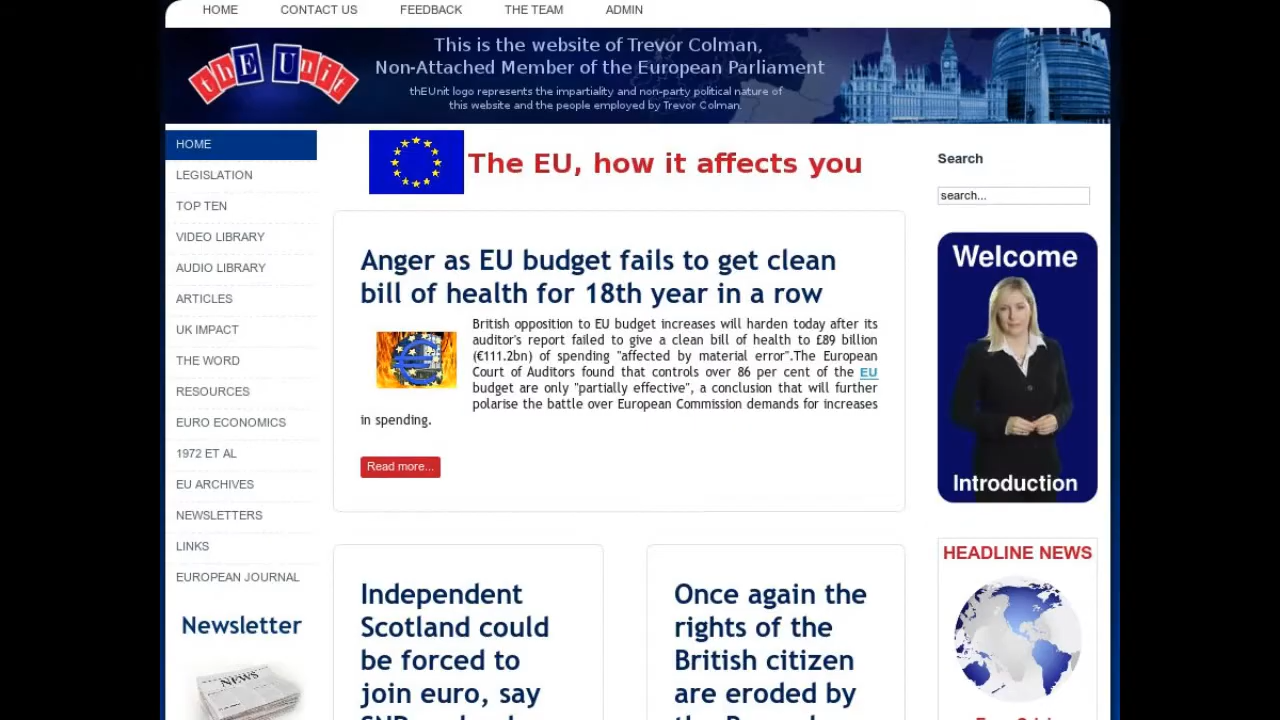 HOME
CONTACT US
FEEDBACK
THE TEAM
ADMIN
thEUnit
This is the website of Trevor Colman,
Non-Attached Member of the European Parliament
thEUnit logo represents the impartiality and non-party political nature of
this website and the people employed by Trevor Colman.
HOME
LEGISLATION
TOP TEN
VIDEO LIBRARY
AUDIO LIBRARY
ARTICLES
UK IMPACT
THE WORD
RESOURCES
EURO ECONOMICS
1972 ET AL
EU ARCHIVES
NEWSLETTERS
LINKS
EUROPEAN JOURNAL
Newsletter
NEWS
The EU, how it affects you
Anger as EU budget fails to get clean
bill of health for 18th year in a row
British opposition to EU budget increases will harden today after its
auditor's report failed to give a clean bill of health to £89 billion
(€111.2bn) of spending "affected by material error".The European
Court of Auditors found that controls over 86 per cent of the EU
budget are only "partially effective", a conclusion that will further
polarise the battle over European Commission demands for increases
in spending.
Read more...
Independent
Scotland could
be forced to
join euro, say
Once again the
rights of the
British citizen
are eroded by
Search
search...
Welcome
Introduction
HEADLINE NEWS